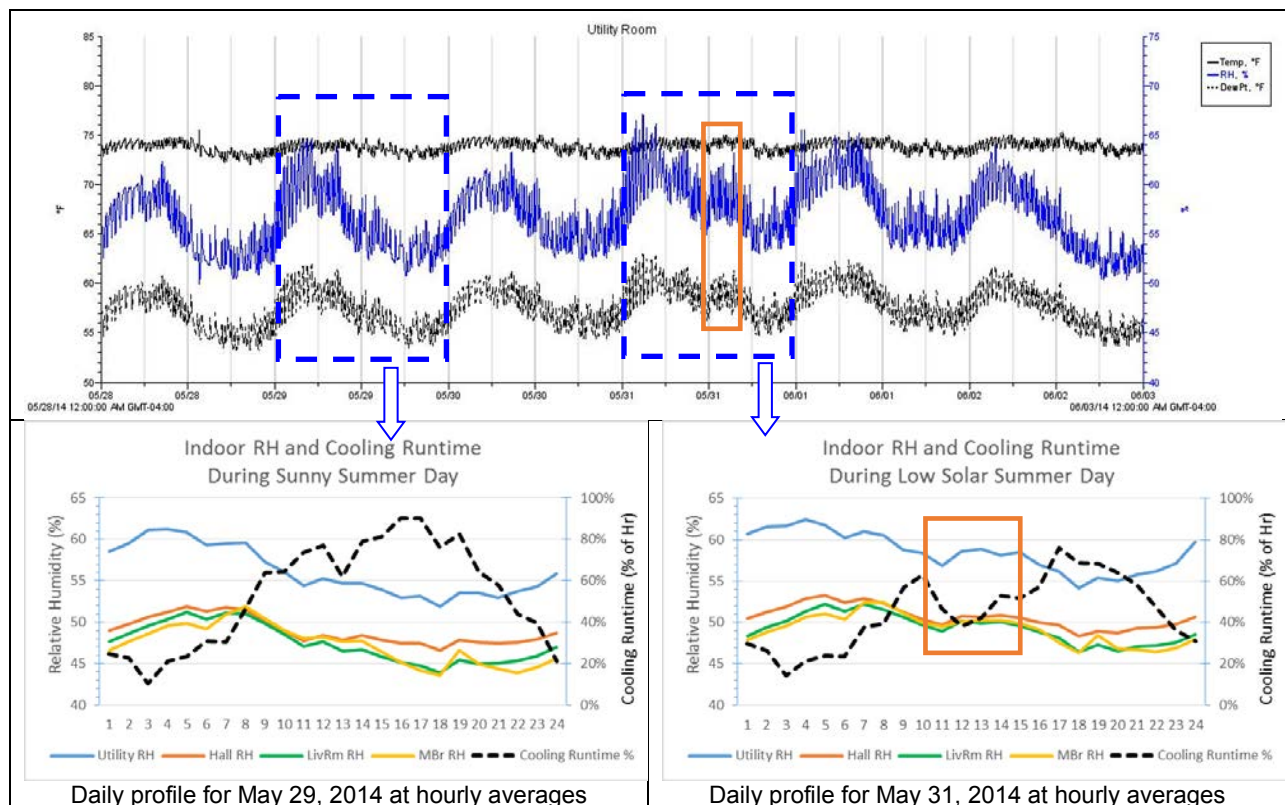 Utility Room
85
80
75
70
65
60
55
50
°F
75
70
65
60
55
50
45
40
%
Temp, °F
RH, %
DewPt, °F
05/28 05/28 05/29 05/29 05/30 05/30 05/31 05/31 06/01 06/01 06/02 06/02 06/03
05/28/14 12:00:00 AM GMT-04:00
06/03/14 12:00:00 AM GMT-04:00
Indoor RH and Cooling Runtime
During Sunny Summer Day
Relative Humidity (%)
65
60
55
50
45
40
100%
80%
60%
40%
20%
0%
Cooling Runtime (% of Hr)
1 2 3 4 5 6 7 8 9 10 11 12 13 14 15 16 17 18 19 20 21 22 23 24
Utility RH Hall RH LivRm RH MBr RH Cooling Runtime %
Daily profile for May 29, 2014 at hourly averages
Indoor RH and Cooling Runtime
During Low Solar Summer Day
Relative Humidity (%)
65
60
55
50
45
40
100%
80%
60%
40%
20%
0%
Cooling Runtime (% of Hr)
1 2 3 4 5 6 7 8 9 10 11 12 13 14 15 16 17 18 19 20 21 22 23 24
Utility RH Hall RH LivRm RH MBr RH Cooling Runtime %
Daily profile for May 31, 2014 at hourly averages